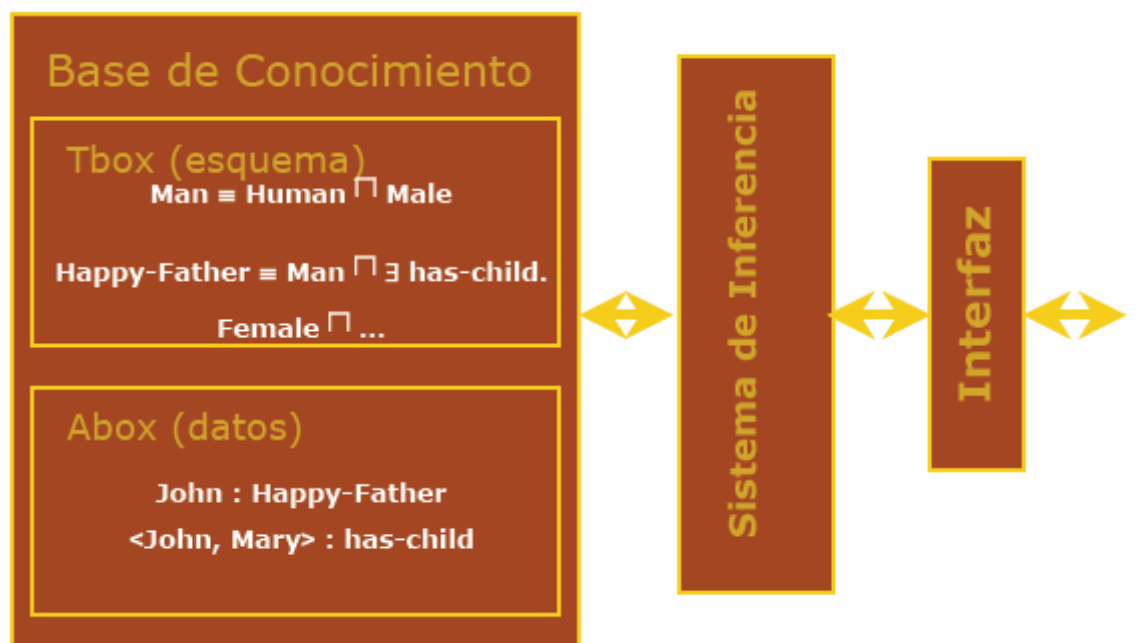 Base de Conocimiento
Tbox (esquema)
Man ≡ Human ⊓ Male
Happy-Father ≡ Man ⊓ ∃ has-child.
Female ⊓ ...
Abox (datos)
John : Happy-Father
<John, Mary> : has-child
Sistema de Inferencia
Interfaz